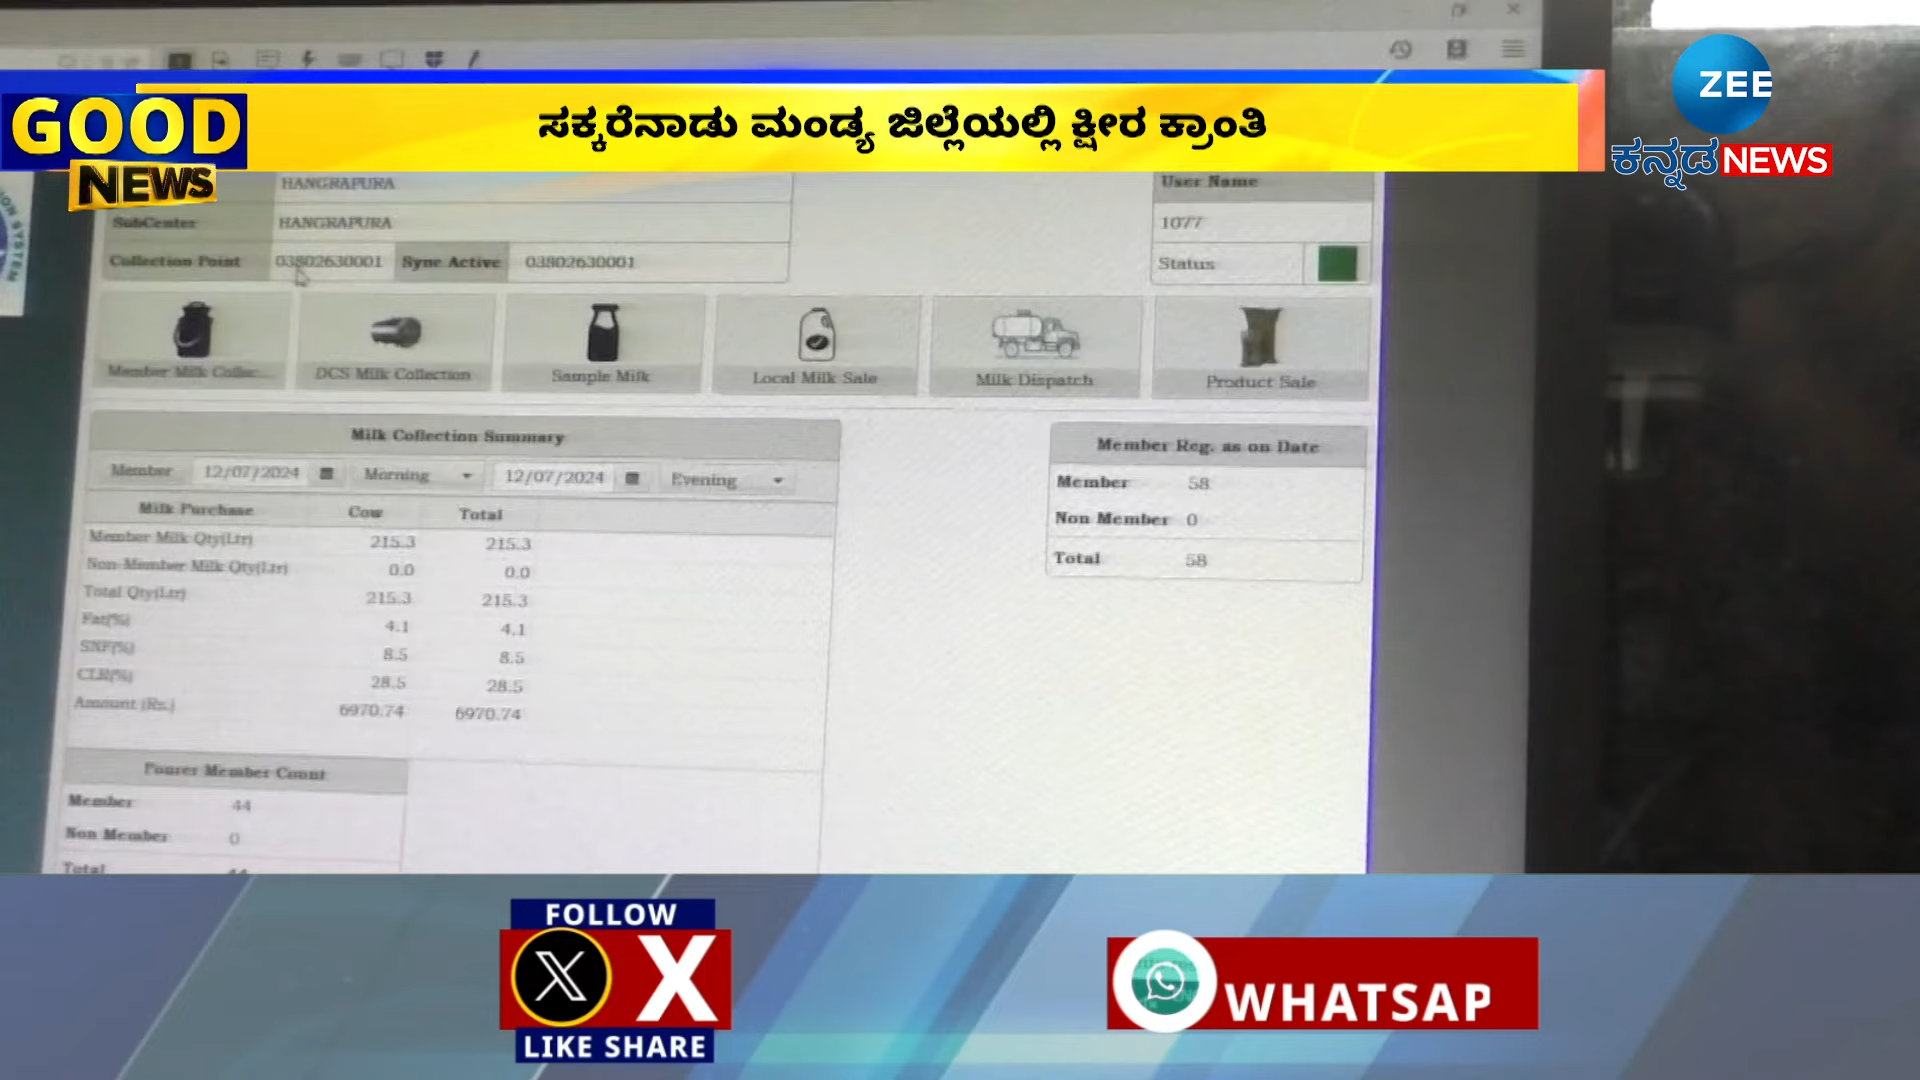 ZEE
ಕನ್ನಡ NEWS
GOOD
NEWS
ಸಕ್ಕರೆನಾಡು ಮಂಡ್ಯ ಜಿಲ್ಲೆಯಲ್ಲಿ ಕ್ಷೀರ ಕ್ರಾಂತಿ
HANGRAPURA
User Name
SubCenter HANGRAPURA
1077
Collection Point 03802630001 Sync Active 03802630001
Status
Member Milk Collec...
DCS Milk Collection
Sample Milk
Local Milk Sale
Milk Dispatch
Product Sale
Milk Collection Summary
Member 12/07/2024 Morning 12/07/2024 Evening
Milk Purchase Cow Total
Member Milk Qty(Ltr) 215.3 215.3
Non-Member Milk Qty(Ltr) 0.0 0.0
Total Qty(Ltr) 215.3 215.3
Fat(%) 4.1 4.1
SNF(%) 8.5 8.5
CLR(%) 28.5 28.5
Amount (Rs.) 6970.74 6970.74
Member Reg. as on Date
Member 58
Non Member 0
Total 58
Pourer Member Count
Member 44
Non Member 0
Total 44
FOLLOW
X
LIKE SHARE
WHATSAP